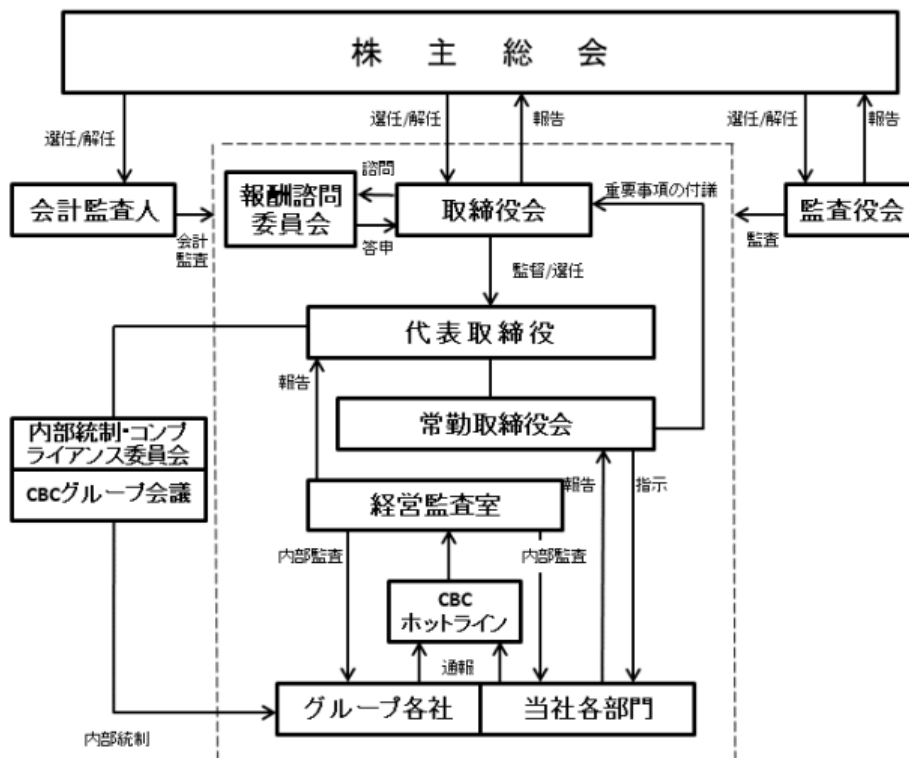 株主総会
選任/解任
選任/解任
報告
選任/解任
報告
諮問
重要事項の付議
会計監査人
報酬諮問
委員会
取締役会
監査役会
会計
監査
答申
監査
監督/選任
代表取締役
報告
常勤取締役会
内部統制・コンプ
ライアンス委員会
CBCグループ会議
経営監査室
報告
指示
内部監査
内部監査
CBC
ホットライン
通報
グループ各社
当社各部門
内部統制